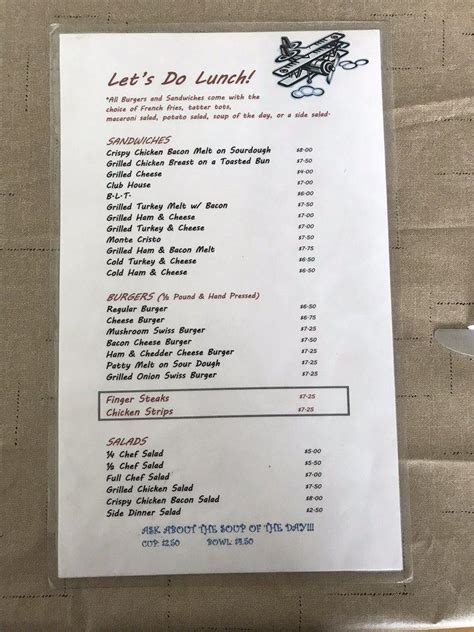 Let's Do Lunch!
*All Burgers and Sandwiches come with the
choice of French fries, tatter tots,
macaroni salad, potato salad, soup of the day, or a side salad.
SANDWICHES
Crispy Chicken Bacon Melt on Sourdough $8-00
Grilled Chicken Breast on a Toasted Bun $7-50
Grilled Cheese $4-00
Club House $7-00
B-L-T- $6-00
Grilled Turkey Melt w/ Bacon $7-50
Grilled Ham & Cheese $7-00
Grilled Turkey & Cheese $7-00
Monte Cristo $7-50
Grilled Ham & Bacon Melt $7-75
Cold Turkey & Cheese $6-50
Cold Ham & Cheese $6-50
BURGERS Pound & Hand Pressed)
Regular Burger $6-50
Cheese Burger $6-75
Mushroom Swiss Burger $7-25
Bacon Cheese Burger $7-25
Ham & Chedder Cheese Burger $7-25
Patty Melt on Sour Dough $7-25
Grilled Onion Swiss Burger $7-25
Finger Steaks $7-25
Chicken Strips $7-25
SALADS
¼ Chef Salad $5-00
½ Chef Salad $5-50
Full Chef Salad $7-00
Grilled Chicken Salad $7-50
Crispy Chicken Bacon Salad $8-00
Side Dinner Salad $2-50
ASK ABOUT THE SOUP OF THE DAY!!!
CUP: $2.50 BOWL: